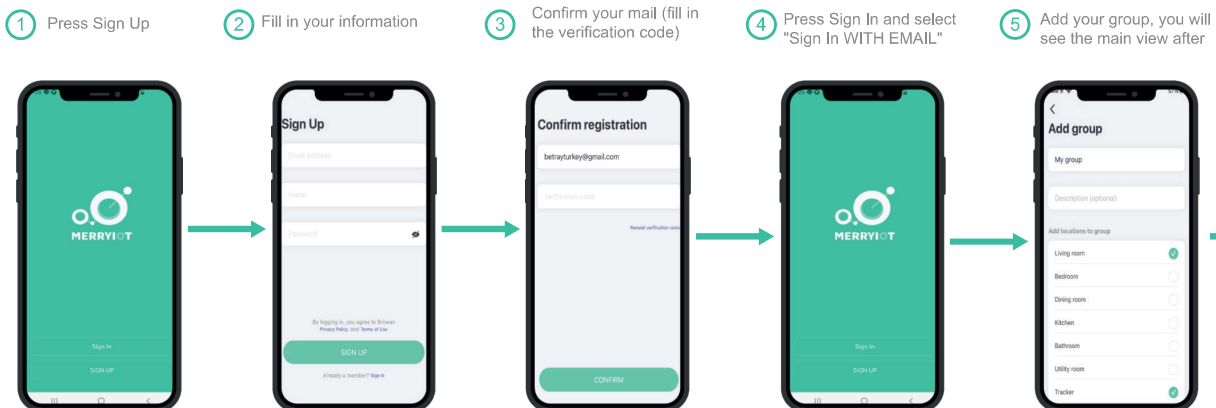 1 Press Sign Up
2 Fill in your information
3 Confirm your mail (fill in
the verification code)
4 Press Sign In and select
"Sign In WITH EMAIL"
5 Add your group, you will
see the main view after
MERRYIOT
Sign In
SIGN UP
Sign Up
Email address
Name
Password
By logging in, you agree to Browan
Privacy Policy and Terms of Use
SIGN UP
Already a member? Sign in
Confirm registration
betrayturkey@gmail.com
Verification code
Resend verification code
CONFIRM
MERRYIOT
Sign In
SIGN UP
57%
Add group
My group
Description (optional)
Add locations to group
Living room
Bedroom
Dining room
Kitchen
Bathroom
Utility room
Tracker